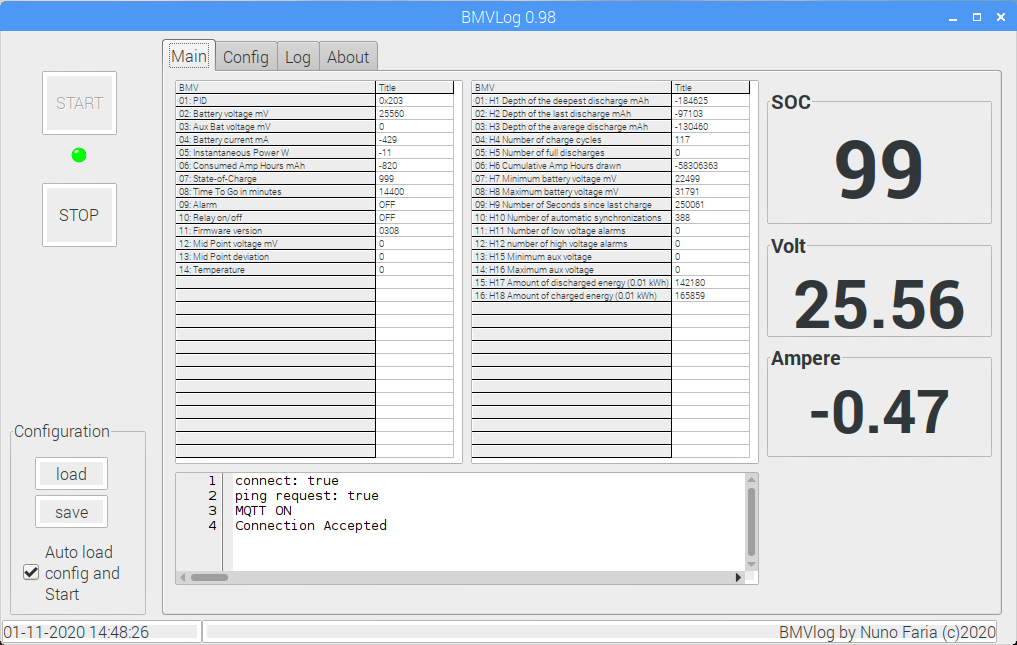 BMVLog 0.98
START
STOP
Configuration
load
save
Auto load
config and
Start
Main Config Log About
BMV Title
01: PID 0x203
02: Battery voltage mV 25560
03: Aux Bat voltage mV 0
04: Battery current mA -429
05: Instantaneous Power W -11
06: Consumed Amp Hours mAh -820
07: State-of-Charge 999
08: Time To Go in minutes 14400
09: Alarm OFF
10: Relay on/off OFF
11: Firmware version 0308
12: Mid Point voltage mV 0
13: Mid Point deviation 0
14: Temperature 0
BMV Title
01: H1 Depth of the deepest discharge mAh -184625
02: H2 Depth of the last discharge mAh -97103
03: H3 Depth of the avarege discharge mAh -130460
04: H4 Number of charge cycles 117
05: H5 Number of full discharges 0
06: H6 Cumulative Amp Hours drawn -58306363
07: H7 Minimum battery voltage mV 22499
08: H8 Maximum battery voltage mV 31791
09: H9 Number of Seconds since last charge 250061
10: H10 Number of automatic synchronizations 388
11: H11 Number of low voltage alarms 0
12: H12 number of high voltage alarms 0
13: H15 Minimum aux voltage 0
14: H16 Maximum aux voltage 0
15: H17 Amount of discharged energy (0.01 kWh) 142180
16: H18 Amount of charged energy (0.01 kWh) 165859
SOC
99
Volt
25.56
Ampere
-0.47
1 connect: true
2 ping request: true
3 MQTT ON
4 Connection Accepted
01-11-2020 14:48:26
BMVlog by Nuno Faria (c)2020